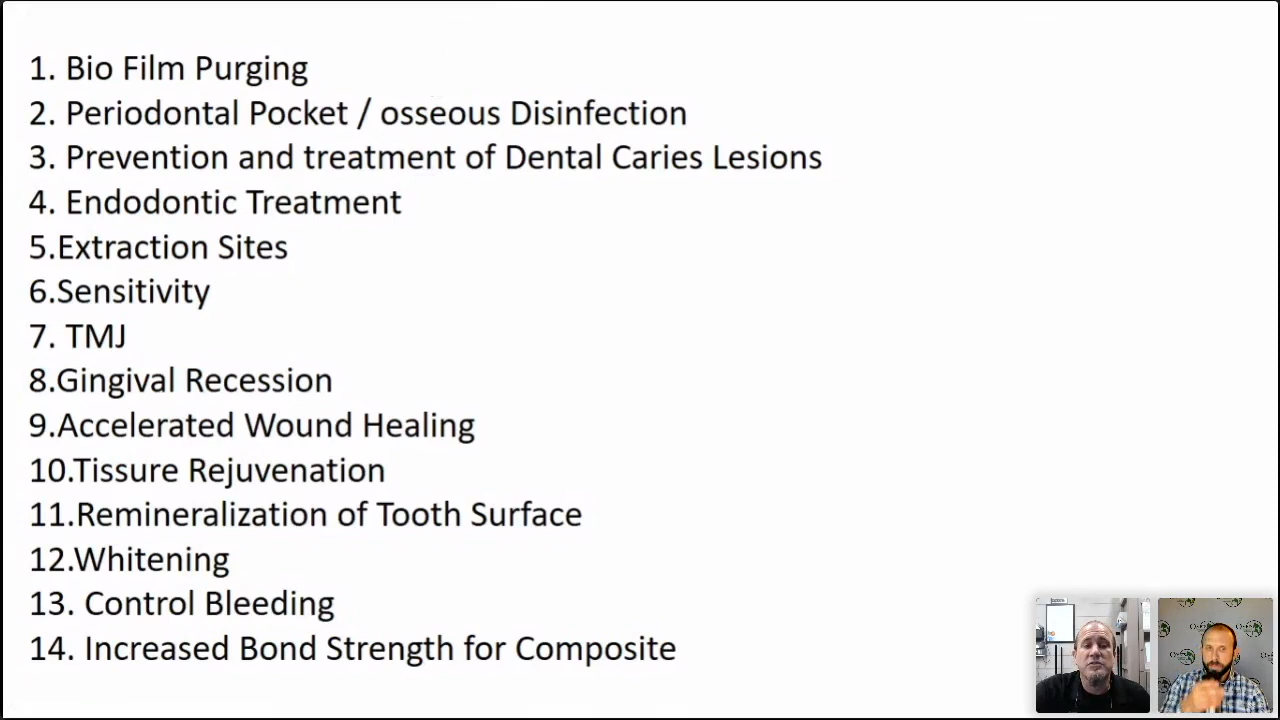 1. Bio Film Purging
2. Periodontal Pocket / osseous Disinfection
3. Prevention and treatment of Dental Caries Lesions
4. Endodontic Treatment
5.Extraction Sites
6.Sensitivity
7. TMJ
8.Gingival Recession
9.Accelerated Wound Healing
10.Tissure Rejuvenation
11.Remineralization of Tooth Surface
12.Whitening
13. Control Bleeding
14. Increased Bond Strength for Composite